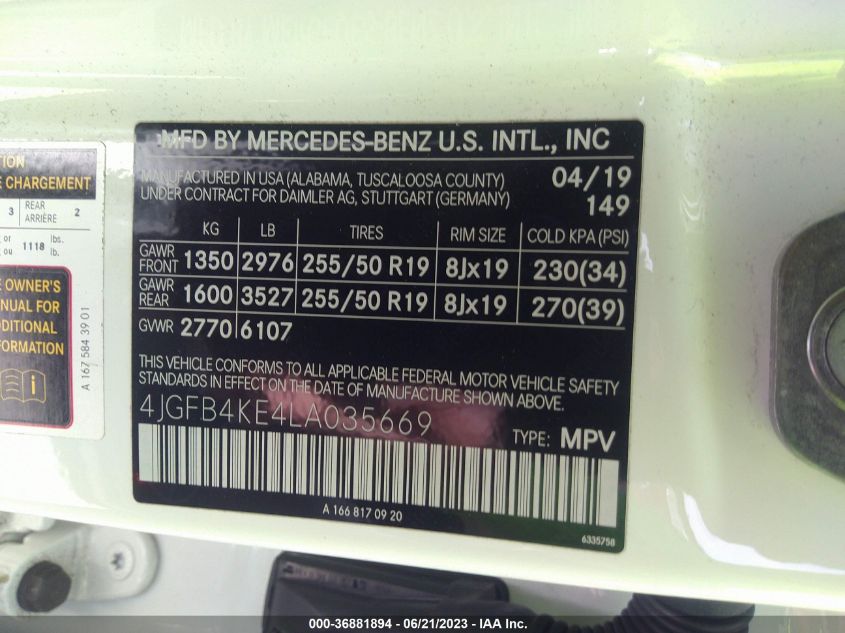 TION
E CHARGEMENT
3 REAR ARRIÈRE 2
g or ou 1118 lbs. lb.
E OWNER'S
ANUAL FOR
DDITIONAL
FORMATION
A 167 584 39 01
MFD BY MERCEDES-BENZ U.S. INTL., INC
MANUFACTURED IN USA (ALABAMA, TUSCALOOSA COUNTY) 04/19
UNDER CONTRACT FOR DAIMLER AG, STUTTGART (GERMANY) 149
KG LB TIRES RIM SIZE COLD KPA (PSI)
GAWR FRONT 1350 2976 255/50 R19 8Jx19 230(34)
GAWR REAR 1600 3527 255/50 R19 8Jx19 270(39)
GVWR 2770 6107
THIS VEHICLE CONFORMS TO ALL APPLICABLE FEDERAL MOTOR VEHICLE SAFETY
STANDARDS IN EFFECT ON THE DATE OF MANUFACTURE SHOWN ABOVE.
4JGFB4KE4LA035669
TYPE: MPV
A 166 817 09 20
6335758
000-36881894 — 06/21/2023 — IAA Inc.